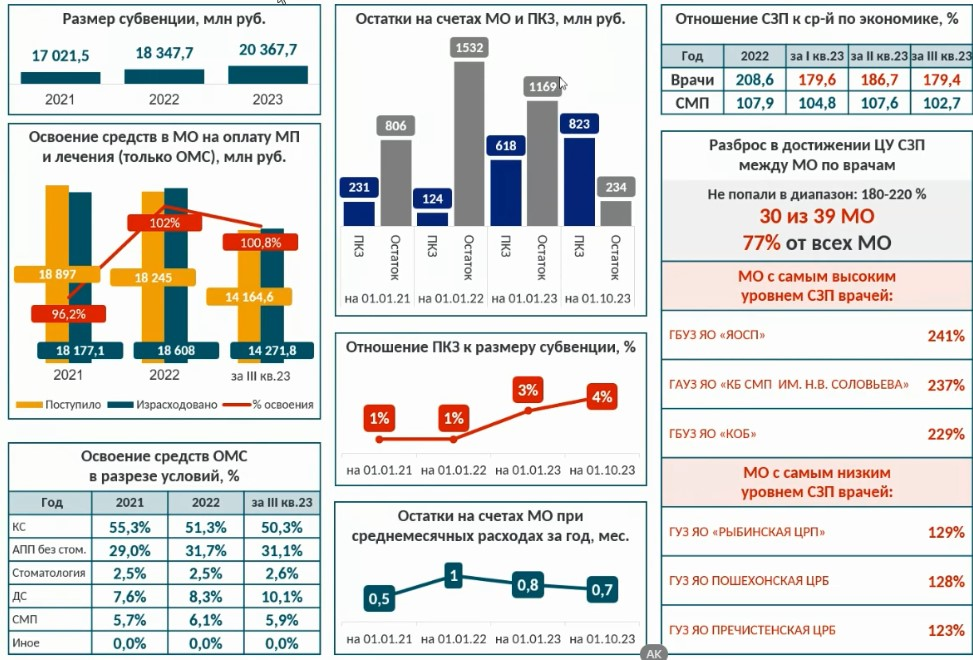 Размер субвенции, млн руб.
17 021,5
18 347,7
20 367,7
2021
2022
2023
Освоение средств в МО на оплату МП
и лечения (только ОМС), млн руб.
102%
100,8%
18 897
18 245
14 164,6
96,2%
18 177,1
18 608
14 271,8
2021
2022
за III кв.23
Поступило
Израсходовано
% освоения
Освоение средств ОМС
в разрезе условий, %
Год 2021 2022 за III кв.23
КС 55,3% 51,3% 50,3%
АПП без стом. 29,0% 31,7% 31,1%
Стоматология 2,5% 2,5% 2,6%
ДС 7,6% 8,3% 10,1%
СМП 5,7% 6,1% 5,9%
Иное 0,0% 0,0% 0,0%
Остатки на счетах МО и ПКЗ, млн руб.
231
806
124
1532
618
1169
823
234
ПКЗ
Остаток
ПКЗ
Остаток
ПКЗ
Остаток
ПКЗ
Остаток
на 01.01.21
на 01.01.22
на 01.01.23
на 01.10.23
Отношение ПКЗ к размеру субвенции, %
1%
1%
3%
4%
на 01.01.21
на 01.01.22
на 01.01.23
на 01.10.23
Остатки на счетах МО при
среднемесячных расходах за год, мес.
0,5
1
0,8
0,7
на 01.01.21
на 01.01.22
на 01.01.23
на 01.10.23
АК
Отношение СЗП к ср-й по экономике, %
Год 2022 за I кв.23 за II кв.23 за III кв.23
Врачи 208,6 179,6 186,7 179,4
СМП 107,9 104,8 107,6 102,7
Разброс в достижении ЦУ СЗП
между МО по врачам
Не попали в диапазон: 180-220 %
30 из 39 МО
77% от всех МО
МО с самым высоким
уровнем СЗП врачей:
ГБУЗ ЯО «ЯОСП» 241%
ГАУЗ ЯО «КБ СМП ИМ. Н.В. СОЛОВЬЕВА» 237%
ГБУЗ ЯО «КОБ» 229%
МО с самым низким
уровнем СЗП врачей:
ГУЗ ЯО «РЫБИНСКАЯ ЦРП» 129%
ГУЗ ЯО ПОШЕХОНСКАЯ ЦРБ 128%
ГУЗ ЯО ПРЕЧИСТЕНСКАЯ ЦРБ 123%